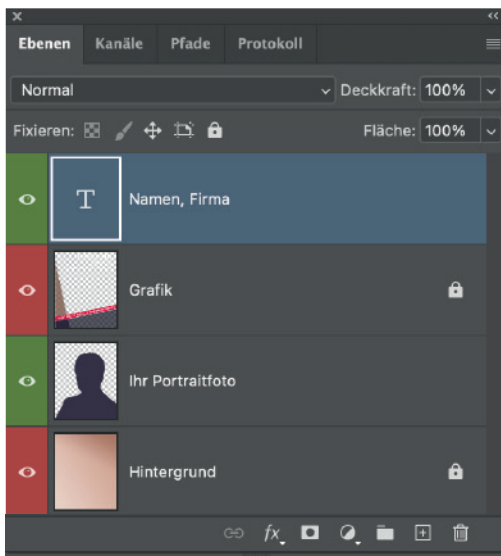 Ebenen Kanäle Pfade Protokoll
Normal Deckkraft: 100%
Fixieren: Fläche: 100%
T Namen, Firma
Grafik
Ihr Portraitfoto
Hintergrund
fx